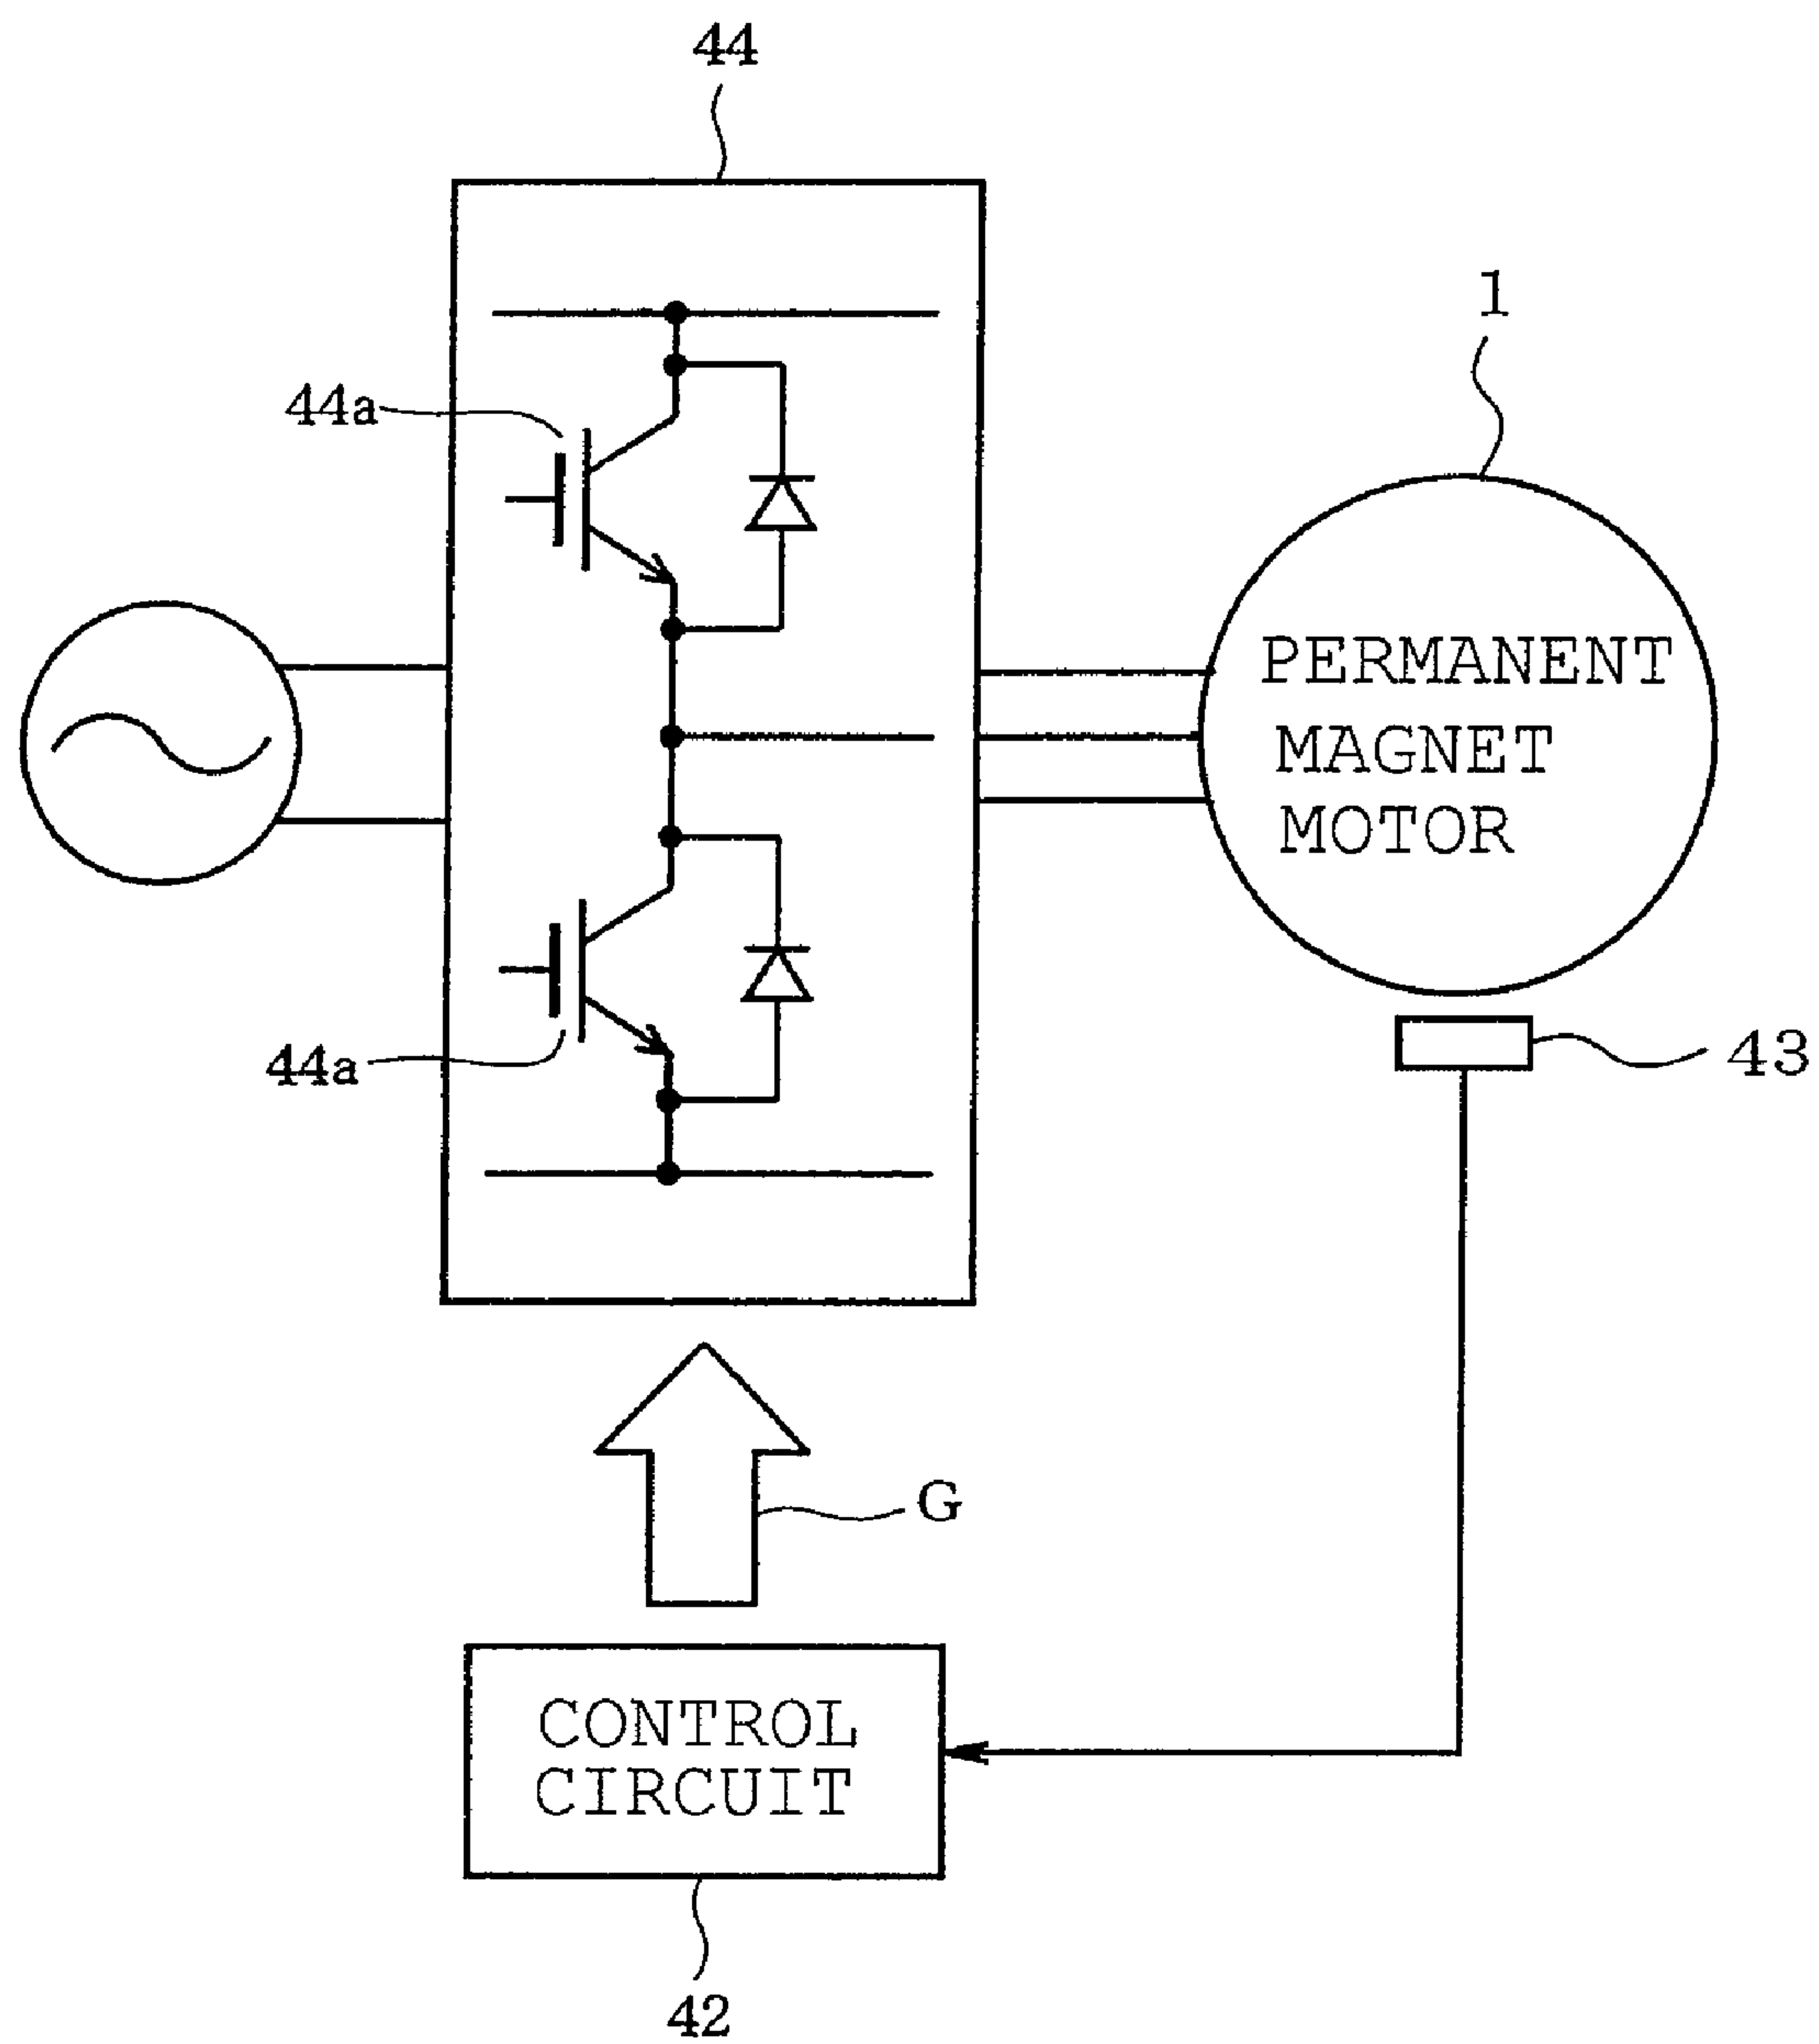 44
1
44a
PERMANENT
MAGNET
MOTOR
44a
43
G
CONTROL
CIRCUIT
42